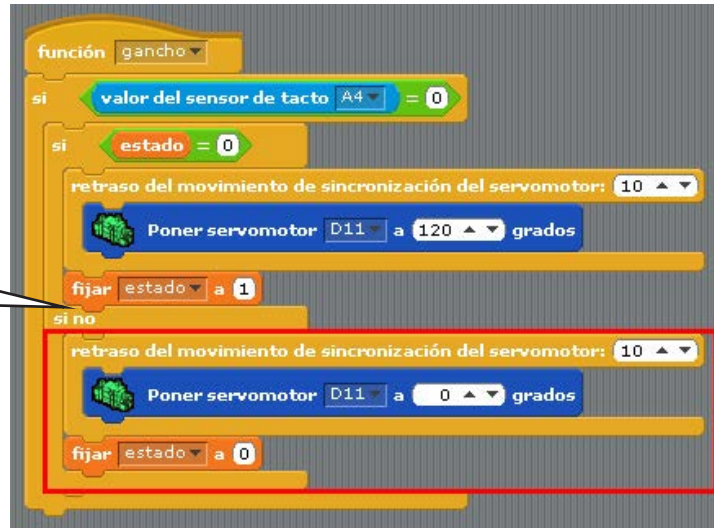 función gancho
si valor del sensor de tacto A4 = 0
si estado = 0
retraso del movimiento de sincronización del servomotor: 10
Poner servomotor D11 a 120 grados
fijar estado a 1
si no
retraso del movimiento de sincronización del servomotor: 10
Poner servomotor D11 a 0 grados
fijar estado a 0